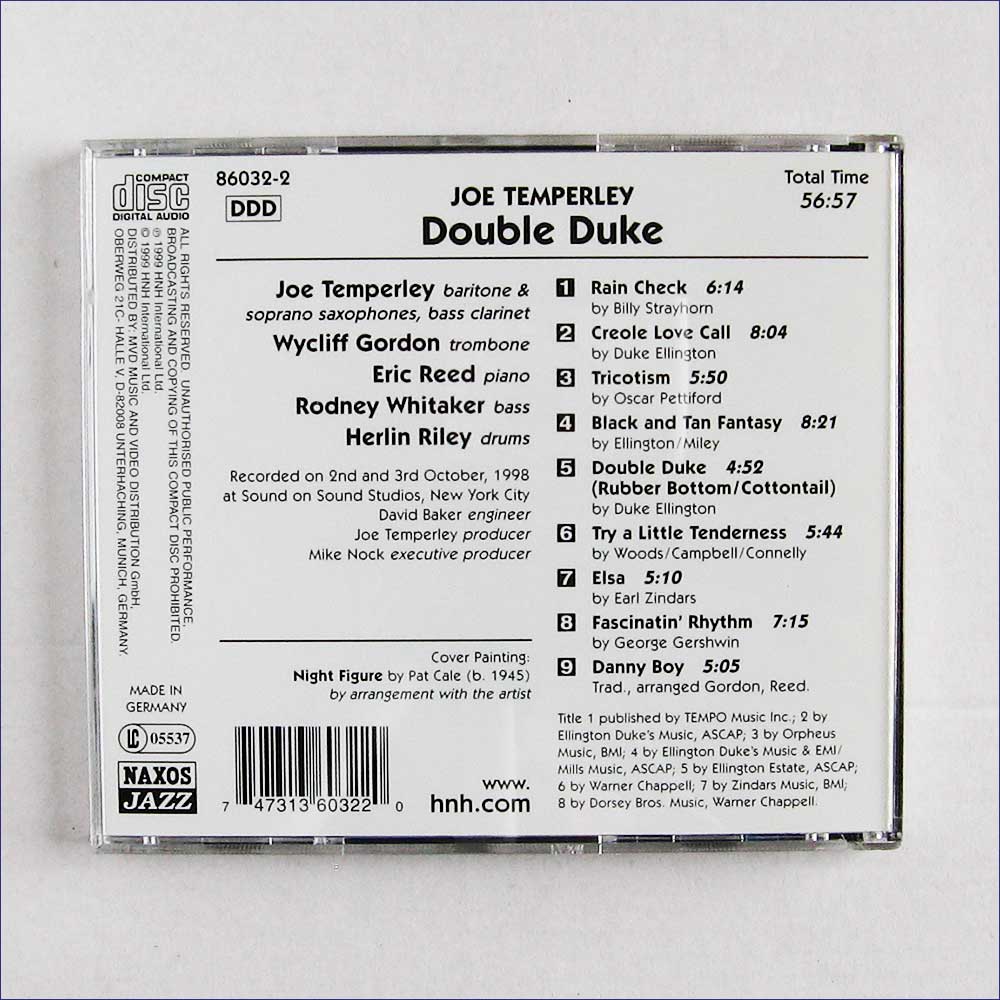 COMPACT
disc
DIGITAL AUDIO
ALL RIGHTS RESERVED. UNAUTHORISED PUBLIC PERFORMANCE,
BROADCASTING AND COPYING OF THIS COMPACT DISC PROHIBITED.
℗ 1999 HNH International Ltd.
© 1999 HNH International Ltd.
DISTRIBUTED BY: MVD MUSIC AND VIDEO DISTRIBUTION GmbH,
OBERWEG 21C- HALLE V, D-82008 UNTERHACHING, MUNICH, GERMANY.
MADE IN
GERMANY
LC 05537
NAXOS
JAZZ
86032-2
DDD
JOE TEMPERLEY
Double Duke
Total Time
56:57
Joe Temperley baritone &
soprano saxophones, bass clarinet
Wycliff Gordon trombone
Eric Reed piano
Rodney Whitaker bass
Herlin Riley drums
Recorded on 2nd and 3rd October, 1998
at Sound on Sound Studios, New York City
David Baker engineer
Joe Temperley producer
Mike Nock executive producer
Cover Painting:
Night Figure by Pat Cale (b. 1945)
by arrangement with the artist
7 47313 60322 0
www.
hnh.com
1 Rain Check 6:14
by Billy Strayhorn
2 Creole Love Call 8:04
by Duke Ellington
3 Tricotism 5:50
by Oscar Pettiford
4 Black and Tan Fantasy 8:21
by Ellington/Miley
5 Double Duke 4:52
(Rubber Bottom/Cottontail)
by Duke Ellington
6 Try a Little Tenderness 5:44
by Woods/Campbell/Connelly
7 Elsa 5:10
by Earl Zindars
8 Fascinatin' Rhythm 7:15
by George Gershwin
9 Danny Boy 5:05
Trad., arranged Gordon, Reed.
Title 1 published by TEMPO Music Inc.; 2 by
Ellington Duke's Music, ASCAP; 3 by Orpheus
Music, BMI; 4 by Ellington Duke's Music & EMI/
Mills Music, ASCAP; 5 by Ellington Estate, ASCAP;
6 by Warner Chappell; 7 by Zindars Music, BMI;
8 by Dorsey Bros. Music, Warner Chappell.